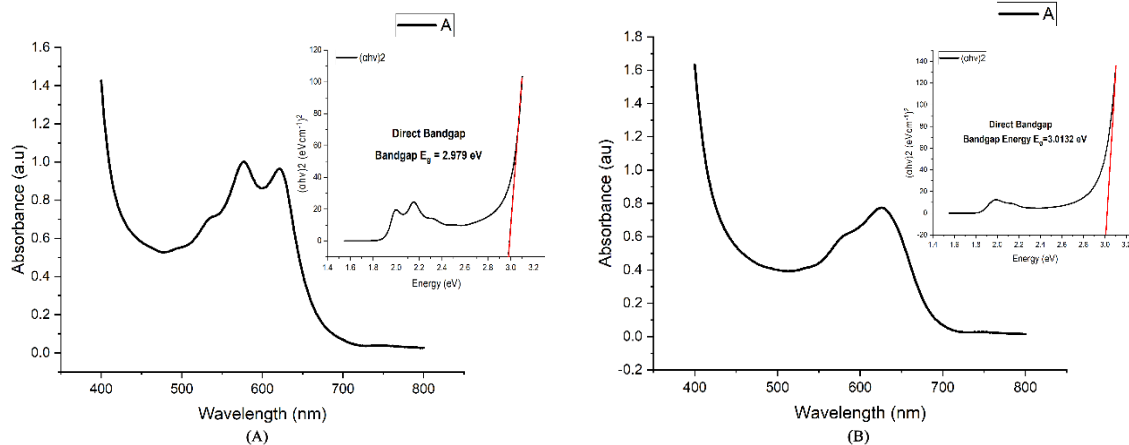 A
1.6
1.4
1.2
1.0
0.8
0.6
0.4
0.2
0.0
Absorbance (a.u)
400 500 600 700 800
Wavelength (nm)
(A)
(αhv)2
120
100
80
60
40
20
0
(αhv)2 (eVcm⁻¹)²
Direct Bandgap
Bandgap Eg = 2.979 eV
1.4 1.6 1.8 2.0 2.2 2.4 2.6 2.8 3.0 3.2
Energy (eV)
A
1.8
1.6
1.4
1.2
1.0
0.8
0.6
0.4
0.2
0.0
-0.2
Absorbance (au)
400 500 600 700 800
Wavelength (nm)
(B)
(αhv)2
140
120
100
80
60
40
20
0
-20
(αhv)2 (eVcm⁻¹)²
Direct Bandgap
Bandgap Energy Eg=3.0132 eV
1.4 1.6 1.8 2.0 2.2 2.4 2.6 2.8 3.0 3.2
Energy (eV)